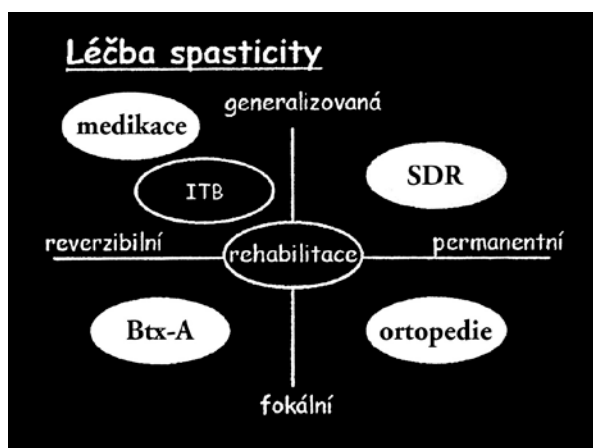 Léčba spasticity
generalizovaná
medikace
SDR
ITB
reverzibilní
rehabilitace
permanentní
Btx-A
ortopedie
fokální